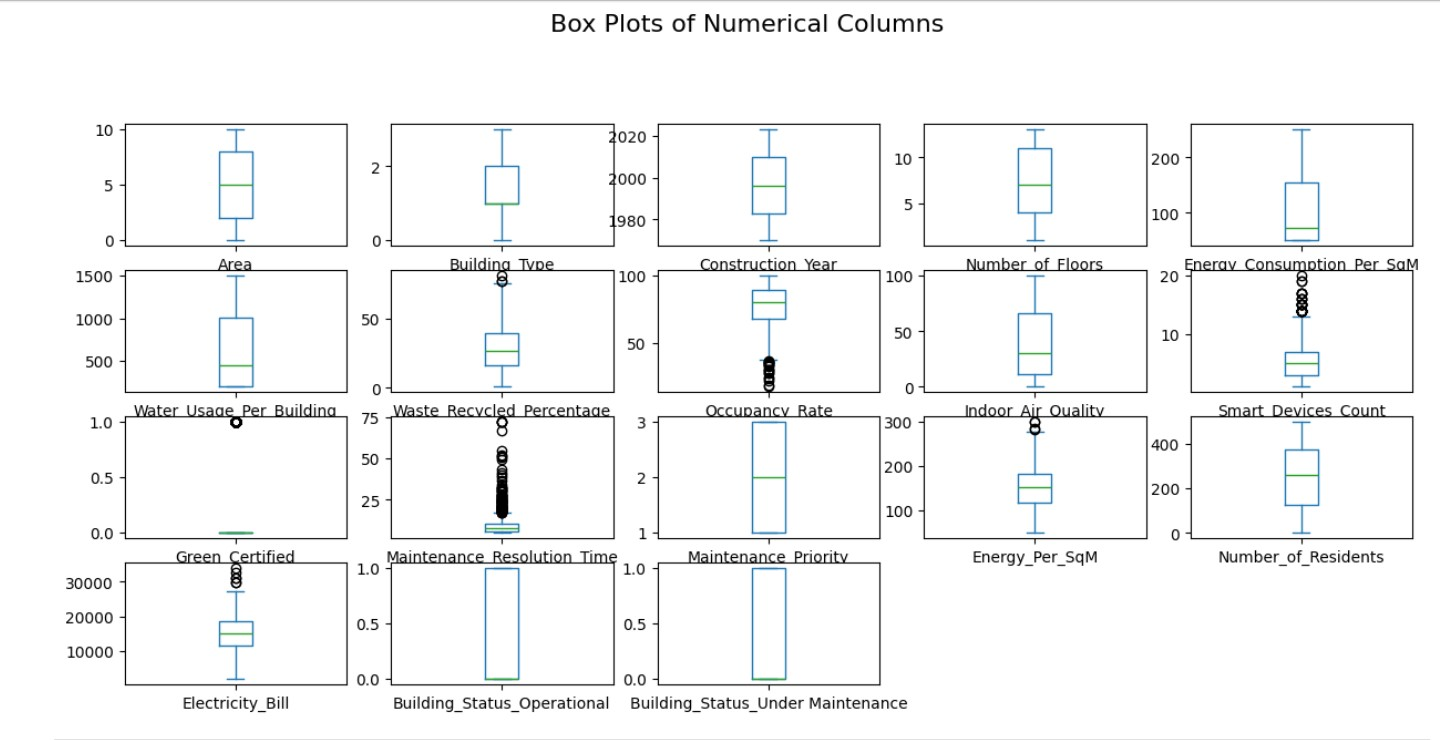 Box Plots of Numerical Columns
10
5
0
Area
2
0
Building_Type
2020
2000
1980
Construction_Year
10
5
Number_of_Floors
200
100
Energy_Consumption_Per_SqM
1500
1000
500
Water_Usage_Per_Building
50
0
Waste_Recycled_Percentage
100
50
Occupancy_Rate
100
50
0
Indoor_Air_Quality
20
10
Smart_Devices_Count
1.0
0.5
0.0
Green_Certified
75
50
25
Maintenance_Resolution_Time
3
2
1
Maintenance_Priority
300
200
100
Energy_Per_SqM
400
200
0
Number_of_Residents
30000
20000
10000
Electricity_Bill
1.0
0.5
0.0
Building_Status_Operational
1.0
0.5
0.0
Building_Status_Under Maintenance